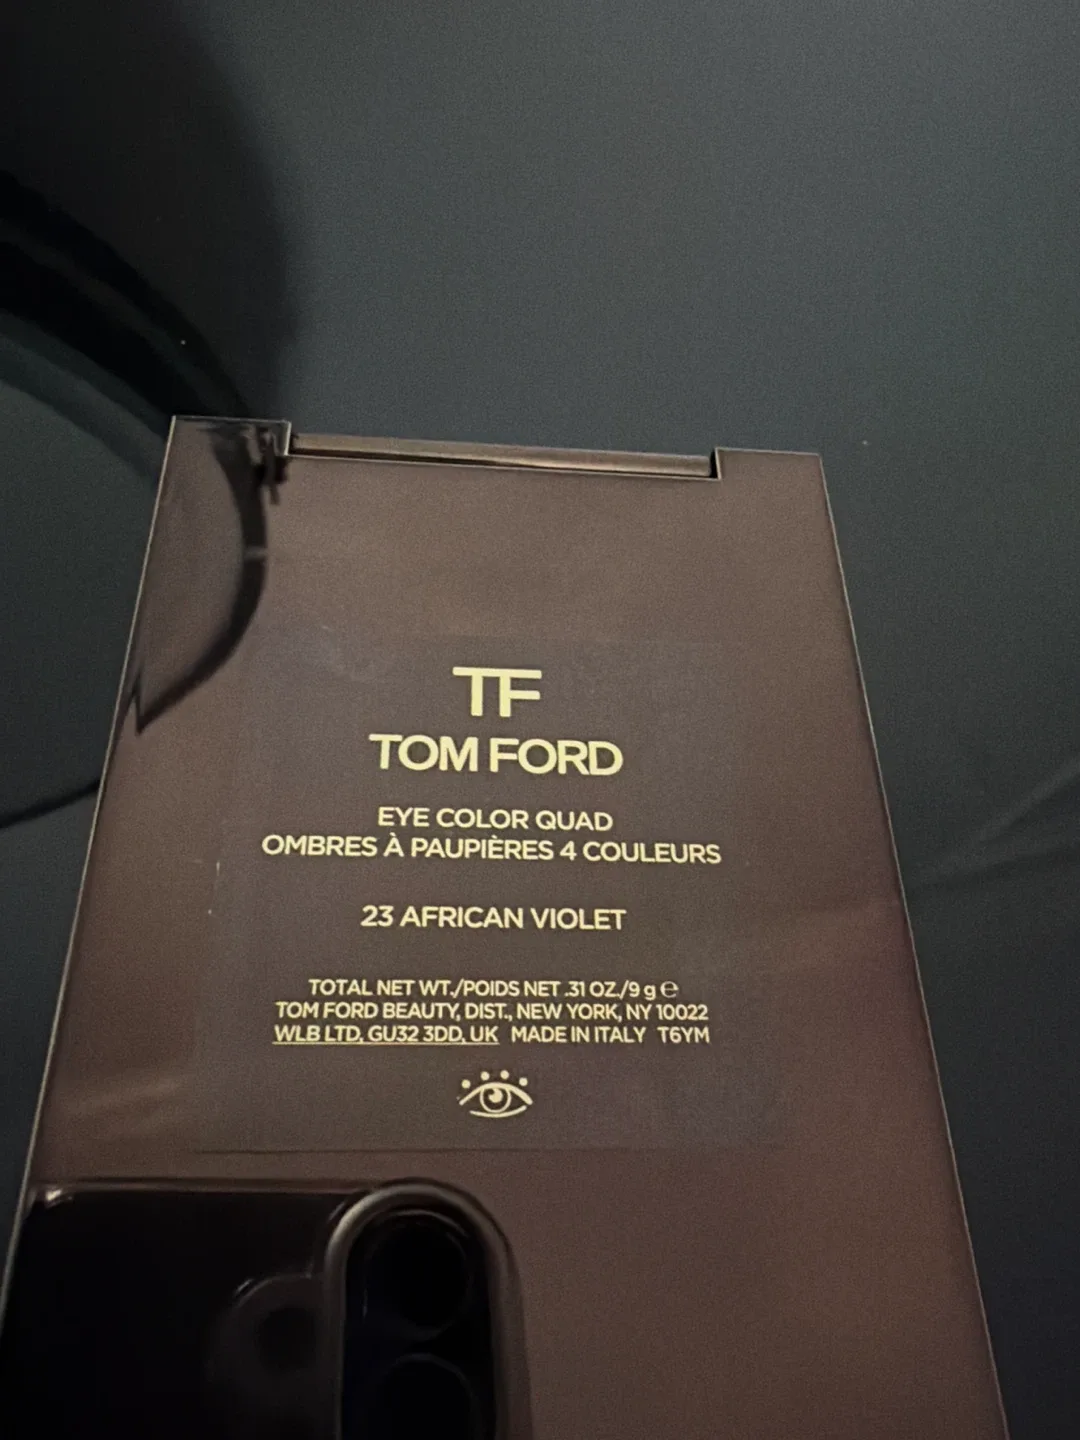 TF
TOM FORD
EYE COLOR QUAD
OMBRES À PAUPIÈRES 4 COULEURS
23 AFRICAN VIOLET
TOTAL NET WT./POIDS NET .31 OZ./9 g ℮
TOM FORD BEAUTY, DIST., NEW YORK, NY 10022
WLB LTD, GU32 3DD, UK MADE IN ITALY T6YM